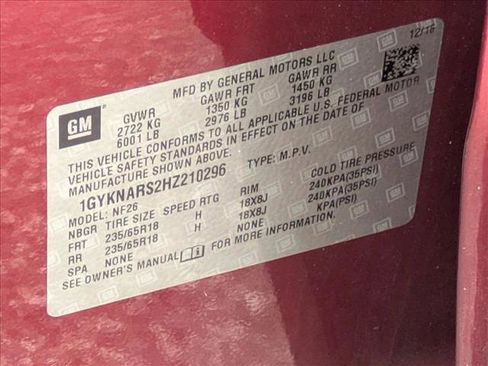 12/16
GM
MFD BY GENERAL MOTORS LLC
GVWR GAWR FRT GAWR RR
2722 KG 1350 KG 1450 KG
6001 LB 2976 LB 3196 LB
THIS VEHICLE CONFORMS TO ALL APPLICABLE U.S. FEDERAL MOTOR
VEHICLE SAFETY STANDARDS IN EFFECT ON THE DATE OF
MANUFACTURE SHOWN ABOVE.
1GYKNARS2HZ210296 TYPE: M.P.V.
MODEL: NF26
NBGR TIRE SIZE SPEED RTG RIM COLD TIRE PRESSURE
FRT 235/65R18 H 18X8J 240KPA(35PSI)
RR 235/65R18 H 18X8J 240KPA(35PSI)
SPA NONE NONE KPA(PSI)
SEE OWNER'S MANUAL FOR MORE INFORMATION.